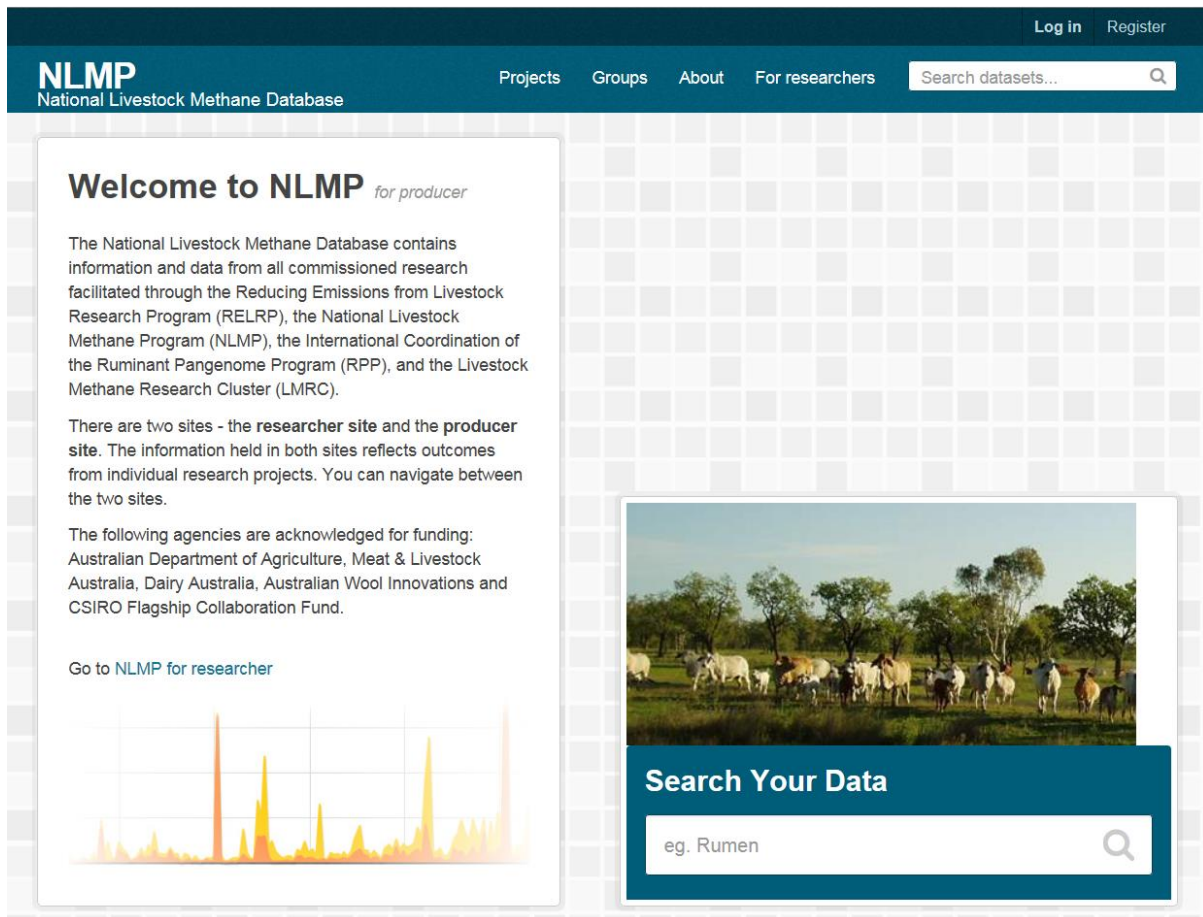 Log in Register
NLMP
National Livestock Methane Database
Projects Groups About For researchers Search datasets...
Welcome to NLMP for producer
The National Livestock Methane Database contains
information and data from all commissioned research
facilitated through the Reducing Emissions from Livestock
Research Program (RELRP), the National Livestock
Methane Program (NLMP), the International Coordination of
the Ruminant Pangenome Program (RPP), and the Livestock
Methane Research Cluster (LMRC).
There are two sites - the researcher site and the producer
site. The information held in both sites reflects outcomes
from individual research projects. You can navigate between
the two sites.
The following agencies are acknowledged for funding:
Australian Department of Agriculture, Meat & Livestock
Australia, Dairy Australia, Australian Wool Innovations and
CSIRO Flagship Collaboration Fund.
Go to NLMP for researcher
Search Your Data
eg. Rumen